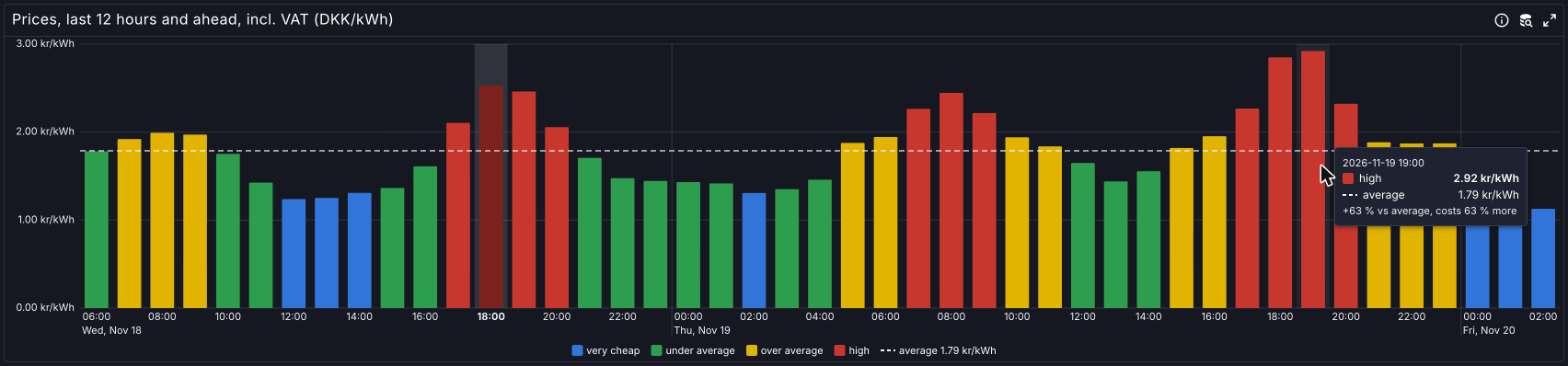 Prices, last 12 hours and ahead, incl. VAT (DKK/kWh)
3.00 kr/kWh
2.00 kr/kWh
1.00 kr/kWh
0.00 kr/kWh
2026-11-19 19:00
high 2.92 kr/kWh
average 1.79 kr/kWh
+63 % vs average, costs 63 % more
06:00 08:00 10:00 12:00 14:00 16:00 18:00 20:00 22:00 00:00 02:00 04:00 06:00 08:00 10:00 12:00 14:00 16:00 18:00 20:00 22:00 00:00 02:00
Wed, Nov 18 Thu, Nov 19 Fri, Nov 20
very cheap under average over average high average 1.79 kr/kWh